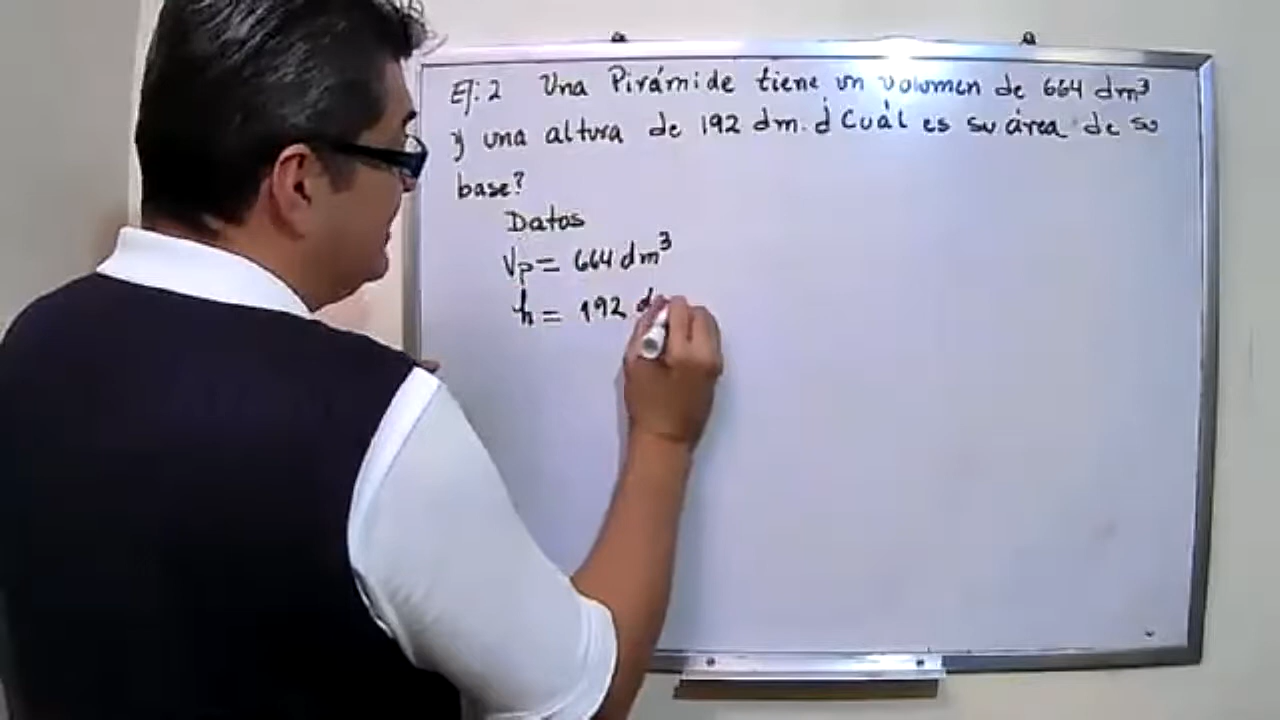 Ej: 2 Una Pirámide tiene un volumen de 664 dm³
y una altura de 192 dm. ¿Cuál es su área de su
base?
Datos
Vp = 664 dm³
h = 192 d